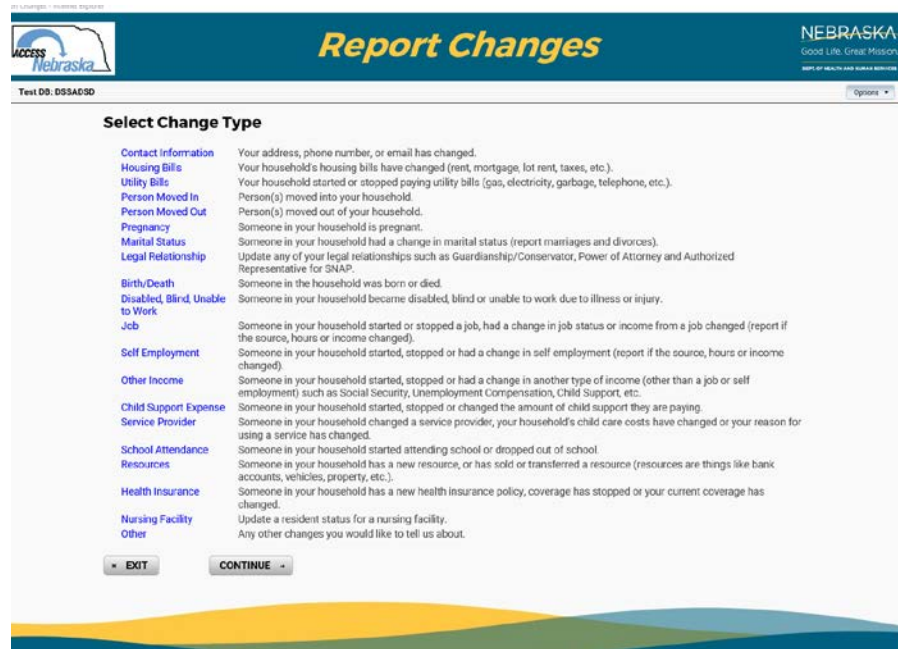 ACCESS
Nebraska
Report Changes
NEBRASKA
Good Life. Great Mission.
DEPT. OF HEALTH AND HUMAN SERVICES
Test DB: DSSADSD
Options
Select Change Type
Contact Information Your address, phone number, or email has changed.
Housing Bills Your household's housing bills have changed (rent, mortgage, lot rent, taxes, etc.).
Utility Bills Your household started or stopped paying utility bills (gas, electricity, garbage, telephone, etc.).
Person Moved In Person(s) moved into your household.
Person Moved Out Person(s) moved out of your household.
Pregnancy Someone in your household is pregnant.
Marital Status Someone in your household had a change in marital status (report marriages and divorces).
Legal Relationship Update any of your legal relationships such as Guardianship/Conservator, Power of Attorney and Authorized
Representative for SNAP.
Birth/Death Someone in the household was born or died.
Disabled, Blind, Unable Someone in your household became disabled, blind or unable to work due to illness or injury.
to Work
Job Someone in your household started or stopped a job, had a change in job status or income from a job changed (report if
the source, hours or income changed).
Self Employment Someone in your household started, stopped or had a change in self employment (report if the source, hours or income
changed).
Other Income Someone in your household started, stopped or had a change in another type of income (other than a job or self
employment) such as Social Security, Unemployment Compensation, Child Support, etc.
Child Support Expense Someone in your household started, stopped or changed the amount of child support they are paying.
Service Provider Someone in your household changed a service provider, your household's child care costs have changed or your reason for
using a service has changed.
School Attendance Someone in your household started attending school or dropped out of school.
Resources Someone in your household has a new resource, or has sold or transferred a resource (resources are things like bank
accounts, vehicles, property, etc.).
Health Insurance Someone in your household has a new health insurance policy, coverage has stopped or your current coverage has
changed.
Nursing Facility Update a resident status for a nursing facility.
Other Any other changes you would like to tell us about.
EXIT CONTINUE